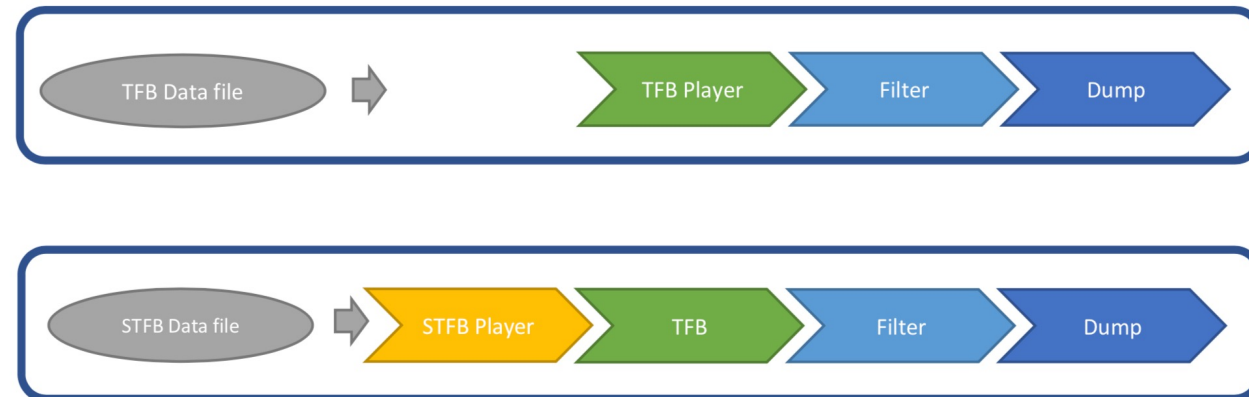 TFB Data file
TFB Player
Filter
Dump
STFB Data file
STFB Player
TFB
Filter
Dump